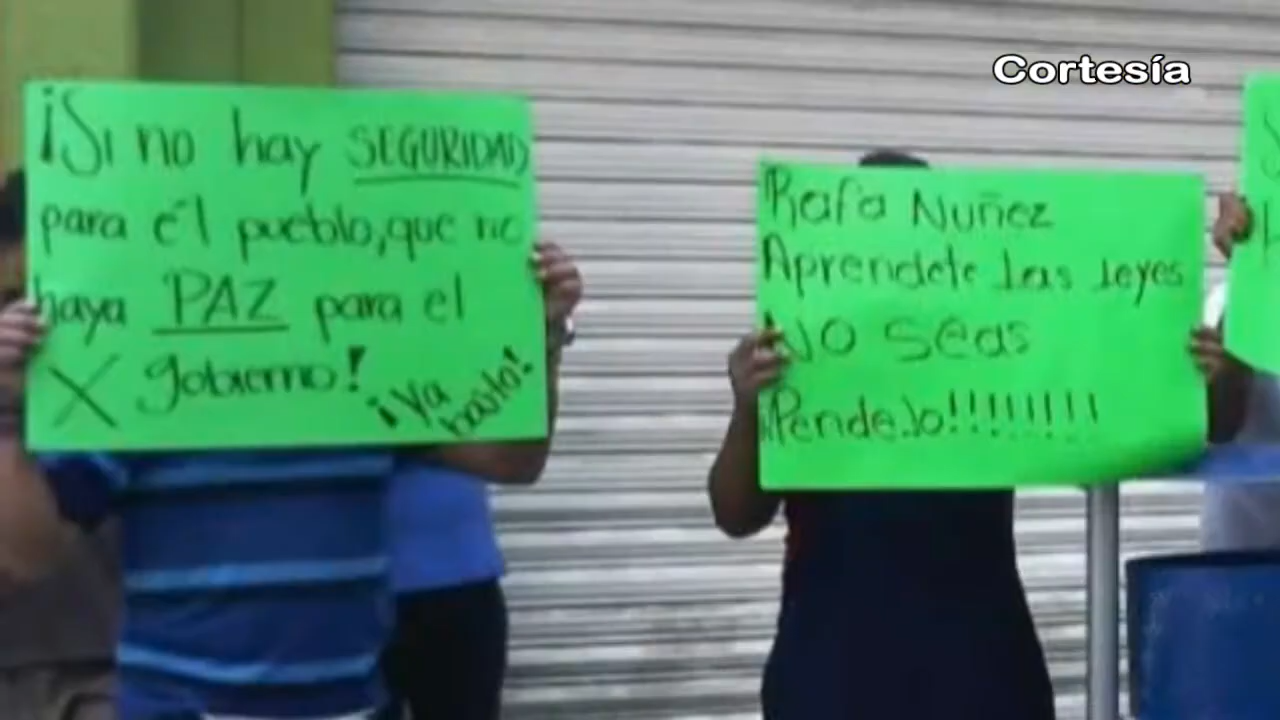 Cortesía
¡Si no hay SEGURIDAD
para él pueblo, que no
haya PAZ para el
X gobierno!
¡Ya basta!
Rafa Nuñez
Aprendete las leyes
No seas
Pendejo!!!!!!!!